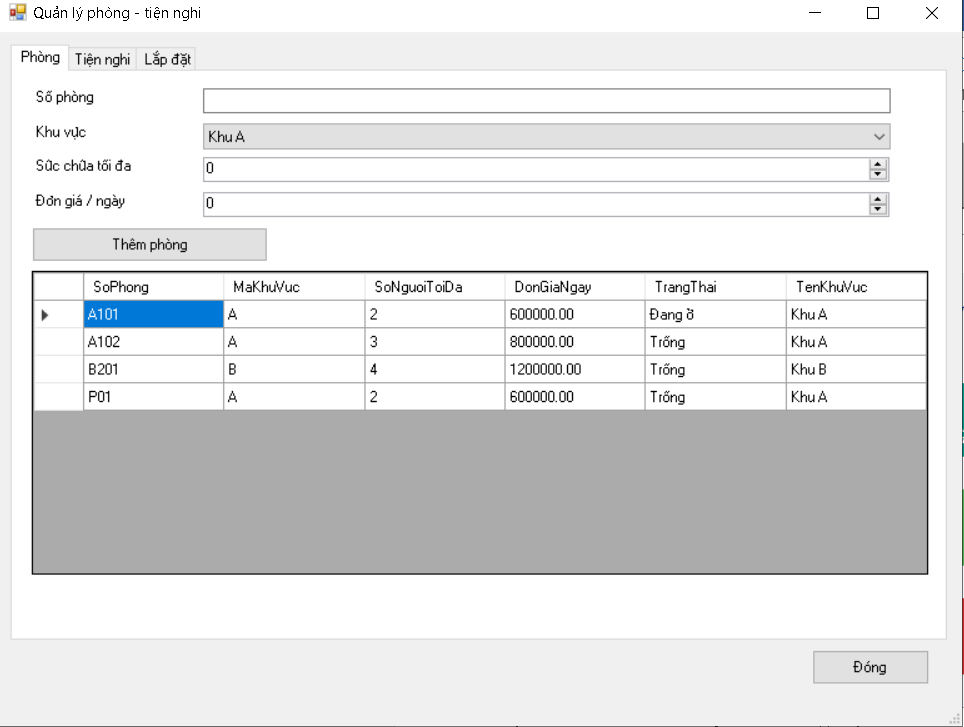 Quản lý phòng - tiện nghi
Phòng Tiện nghi Lắp đặt
Số phòng
Khu vực Khu A
Sức chứa tối đa 0
Đơn giá / ngày 0
Thêm phòng
SoPhong MaKhuVuc SoNguoiToiDa DonGiaNgay TrangThai TenKhuVuc
A101 A 2 600000.00 Đang ở Khu A
A102 A 3 800000.00 Trống Khu A
B201 B 4 1200000.00 Trống Khu B
P01 A 2 600000.00 Trống Khu A
Đóng